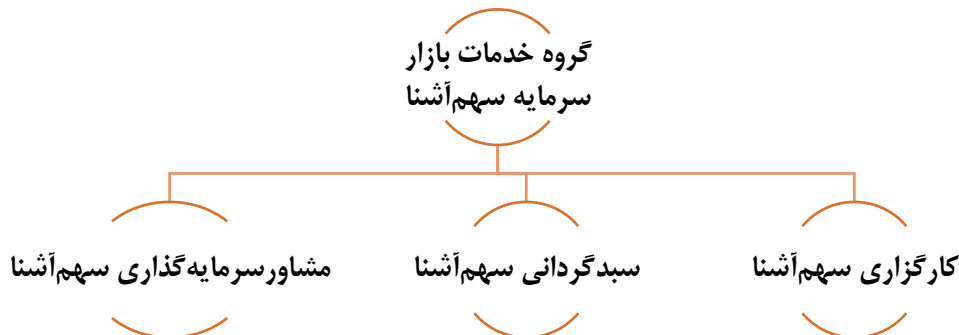 گروه خدمات بازار
سرمایه سهم‌آشنا
کارگزاری سهم‌آشنا
سبدگردانی سهم‌آشنا
مشاورسرمایه‌گذاری سهم‌آشنا